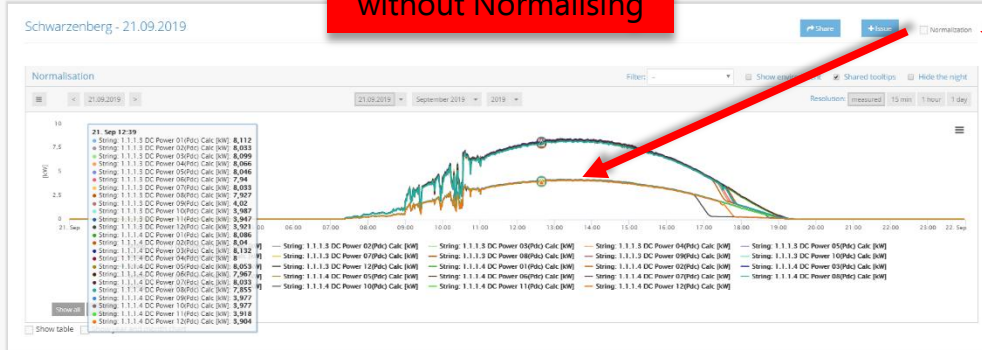 without Normalising
Schwarzenberg - 21.09.2019
Share
+Issue
Normalization
Normalisation
Filter: -
Shared tooltips
Hide the night
< 21.09.2019 >
21.09.2019
September 2019
2019
Resolution: measured 15 min 1 hour 1 day
10
7,5
5
2,5
0
[kW]
21. Sep 12:39
String: 1.1.1.3 DC Power 01(Pdc) Calc [kW]: 8,112
String: 1.1.1.3 DC Power 02(Pdc) Calc [kW]: 8,033
String: 1.1.1.3 DC Power 03(Pdc) Calc [kW]: 8,099
String: 1.1.1.3 DC Power 04(Pdc) Calc [kW]: 8,066
String: 1.1.1.3 DC Power 05(Pdc) Calc [kW]: 8,046
String: 1.1.1.3 DC Power 06(Pdc) Calc [kW]: 7,94
String: 1.1.1.3 DC Power 07(Pdc) Calc [kW]: 8,033
String: 1.1.1.3 DC Power 08(Pdc) Calc [kW]: 7,927
String: 1.1.1.3 DC Power 09(Pdc) Calc [kW]: 4,02
String: 1.1.1.3 DC Power 10(Pdc) Calc [kW]: 3,987
String: 1.1.1.3 DC Power 11(Pdc) Calc [kW]: 3,947
String: 1.1.1.3 DC Power 12(Pdc) Calc [kW]: 3,921
String: 1.1.1.4 DC Power 01(Pdc) Calc [kW]: 8,086
String: 1.1.1.4 DC Power 02(Pdc) Calc [kW]: 8,04
String: 1.1.1.4 DC Power 03(Pdc) Calc [kW]: 8,132
String: 1.1.1.4 DC Power 04(Pdc) Calc [kW]: 8
String: 1.1.1.4 DC Power 05(Pdc) Calc [kW]: 8,053
String: 1.1.1.4 DC Power 06(Pdc) Calc [kW]: 7,967
String: 1.1.1.4 DC Power 07(Pdc) Calc [kW]: 8,033
String: 1.1.1.4 DC Power 08(Pdc) Calc [kW]: 7,855
String: 1.1.1.4 DC Power 09(Pdc) Calc [kW]: 3,977
String: 1.1.1.4 DC Power 10(Pdc) Calc [kW]: 3,977
String: 1.1.1.4 DC Power 11(Pdc) Calc [kW]: 3,918
String: 1.1.1.4 DC Power 12(Pdc) Calc [kW]: 3,904
21. Sep 06:00 07:00 08:00 09:00 10:00 11:00 12:00 13:00 14:00 15:00 16:00 17:00 18:00 19:00 20:00 21:00 22:00 23:00 22. Sep
String: 1.1.1.3 DC Power 02(Pdc) Calc [kW] String: 1.1.1.3 DC Power 03(Pdc) Calc [kW] String: 1.1.1.3 DC Power 04(Pdc) Calc [kW] String: 1.1.1.3 DC Power 05(Pdc) Calc [kW]
String: 1.1.1.3 DC Power 07(Pdc) Calc [kW] String: 1.1.1.3 DC Power 08(Pdc) Calc [kW] String: 1.1.1.3 DC Power 09(Pdc) Calc [kW] String: 1.1.1.3 DC Power 10(Pdc) Calc [kW]
String: 1.1.1.3 DC Power 12(Pdc) Calc [kW] String: 1.1.1.4 DC Power 01(Pdc) Calc [kW] String: 1.1.1.4 DC Power 02(Pdc) Calc [kW] String: 1.1.1.4 DC Power 03(Pdc) Calc [kW]
String: 1.1.1.4 DC Power 05(Pdc) Calc [kW] String: 1.1.1.4 DC Power 06(Pdc) Calc [kW] String: 1.1.1.4 DC Power 07(Pdc) Calc [kW] String: 1.1.1.4 DC Power 08(Pdc) Calc [kW]
String: 1.1.1.4 DC Power 10(Pdc) Calc [kW] String: 1.1.1.4 DC Power 11(Pdc) Calc [kW] String: 1.1.1.4 DC Power 12(Pdc) Calc [kW]
Show all
Show table